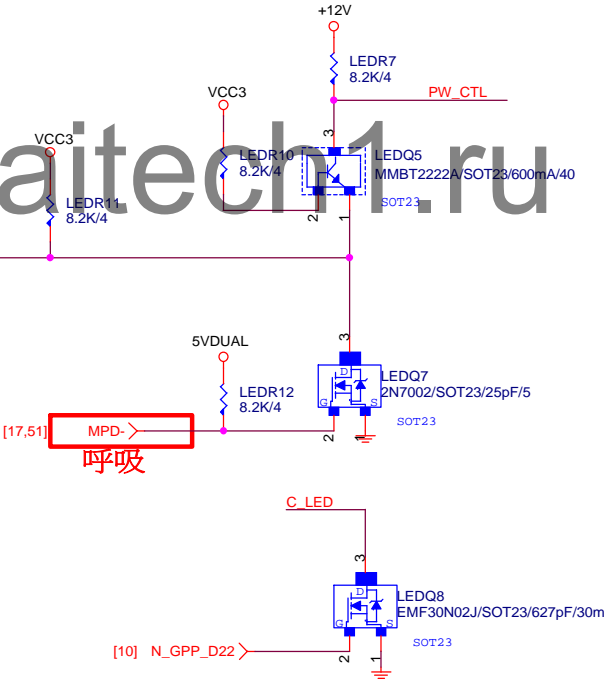 +12V
LEDR7
8.2K/4
PW_CTL
VCC3
3
LEDR10
8.2K/4
LEDQ5
MMBT2222A/SOT23/600mA/40
SOT23
2
1
VCC3
LEDR11
8.2K/4
aitech1.ru
5VDUAL
LEDR12
8.2K/4
3
D
G
S
LEDQ7
2N7002/SOT23/25pF/5
SOT23
2
1
[17,51] MPD-
呼吸
C_LED
3
D
G
S
LEDQ8
EMF30N02J/SOT23/627pF/30m
SOT23
2
1
[10] N_GPP_D22